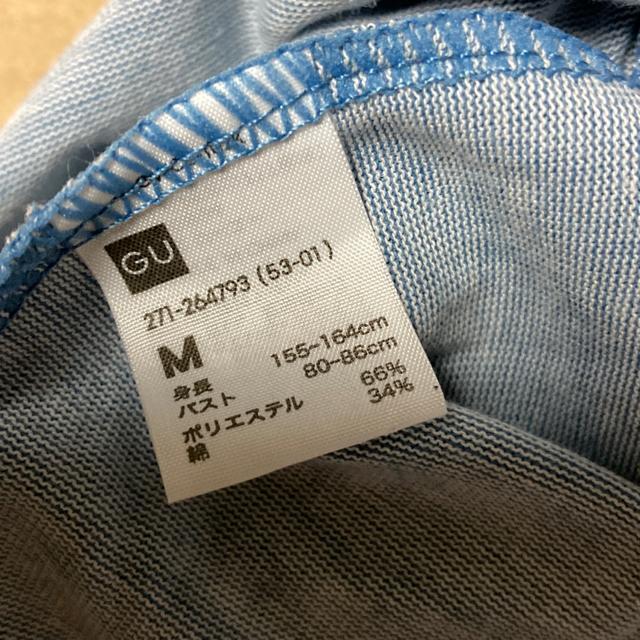 GU
271-264793 (53-01)
M
身長 155-164cm
バスト 80-86cm
ポリエステル 66%
綿 34%